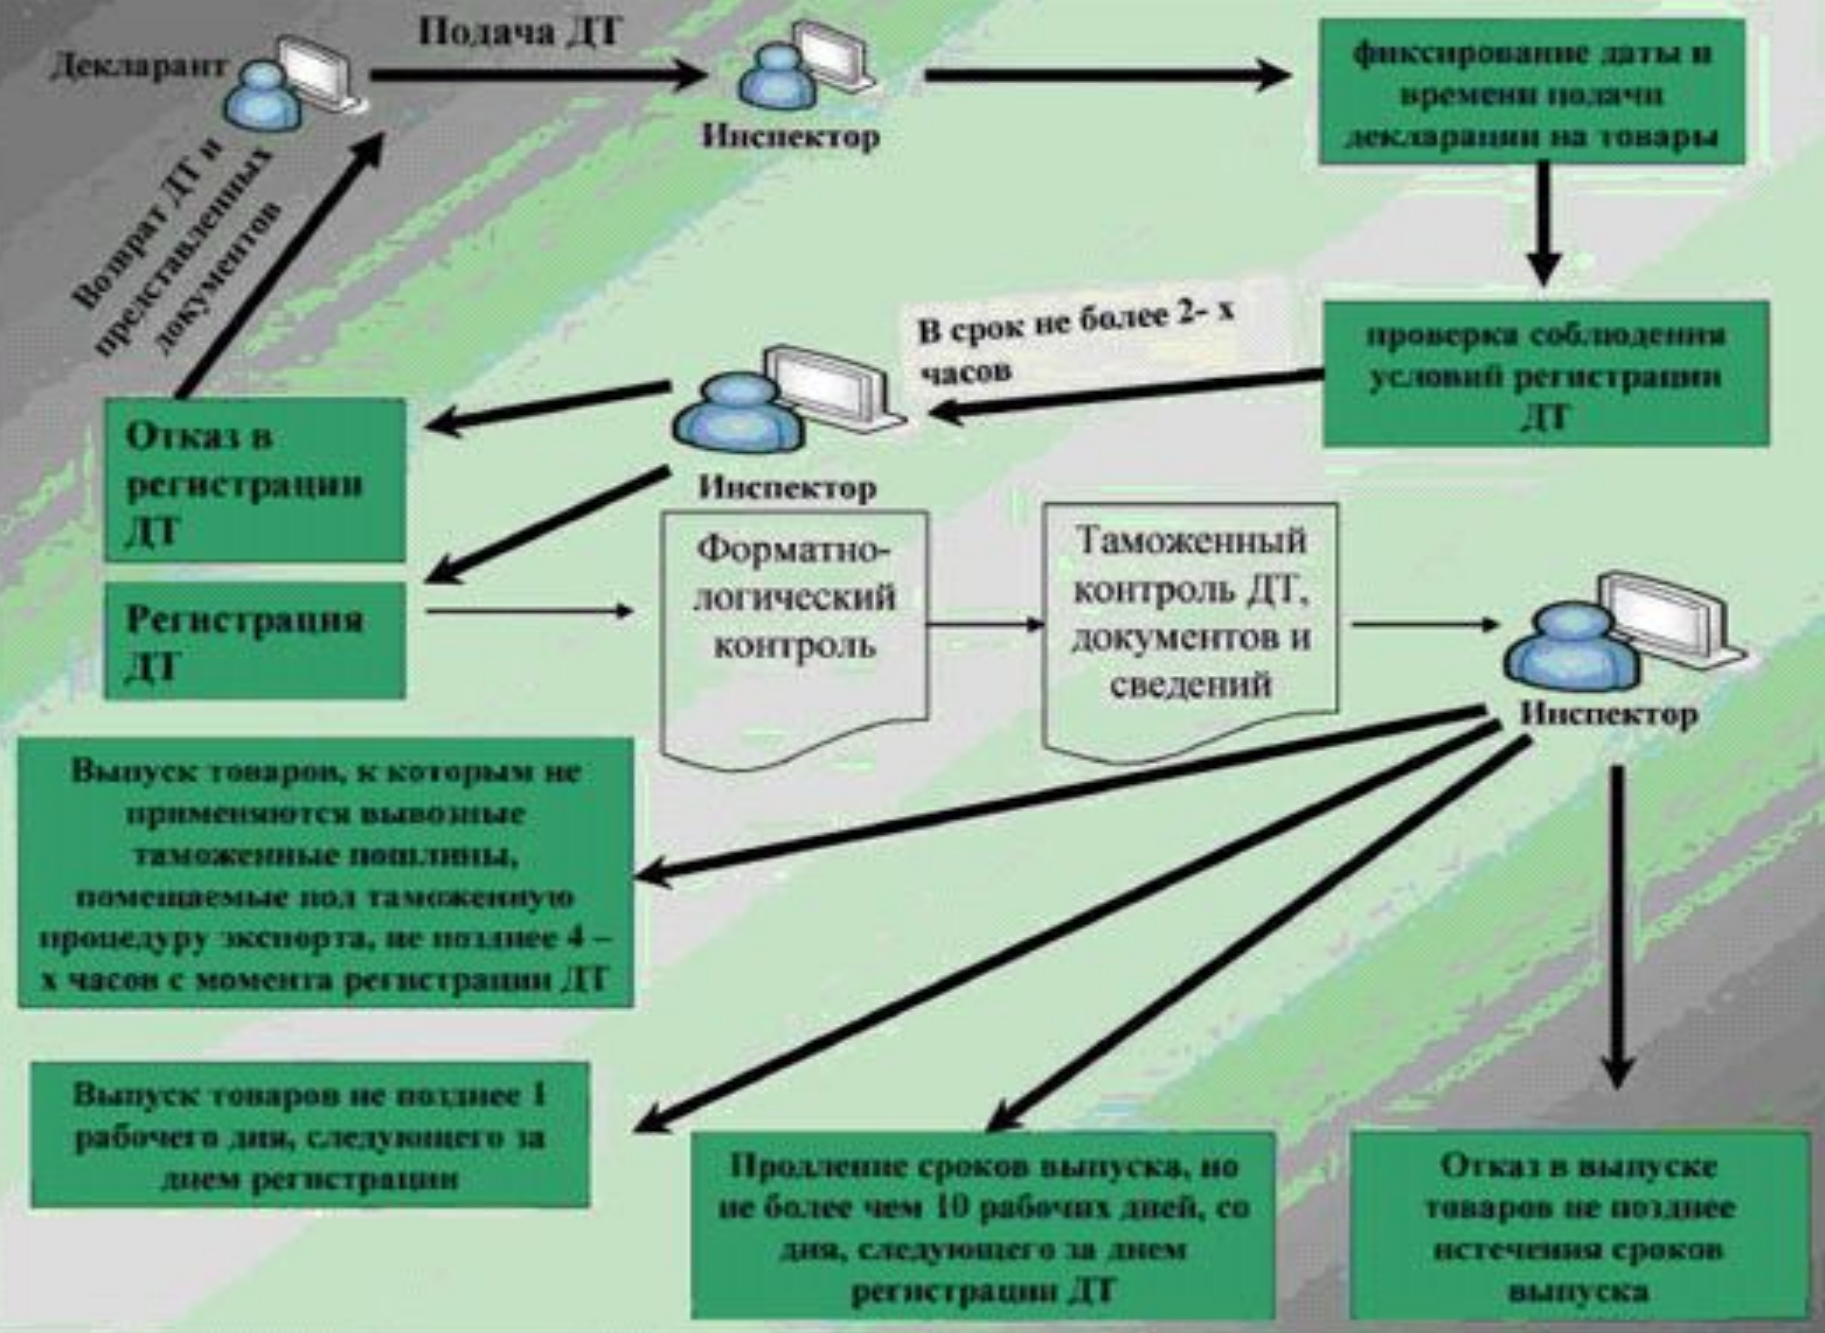 Декларант
Подача ДТ
Инспектор
фиксирование даты и
времени подачи
декларации на товары
Возврат ДТ и
представленных
документов
В срок не более 2- х
часов
проверка соблюдения
условий регистрации
ДТ
Отказ в
регистрации
ДТ
Инспектор
Регистрация
ДТ
Форматно-
логический
контроль
Таможенный
контроль ДТ,
документов и
сведений
Инспектор
Выпуск товаров, к которым не
применяются вывозные
таможенные пошлины,
помещаемые под таможенную
процедуру экспорта, не позднее 4 –
х часов с момента регистрации ДТ
Выпуск товаров не позднее 1
рабочего дня, следующего за
днем регистрации
Продление сроков выпуска, но
не более чем 10 рабочих дней, со
дня, следующего за днем
регистрации ДТ
Отказ в выпуске
товаров не позднее
истечения сроков
выпуска